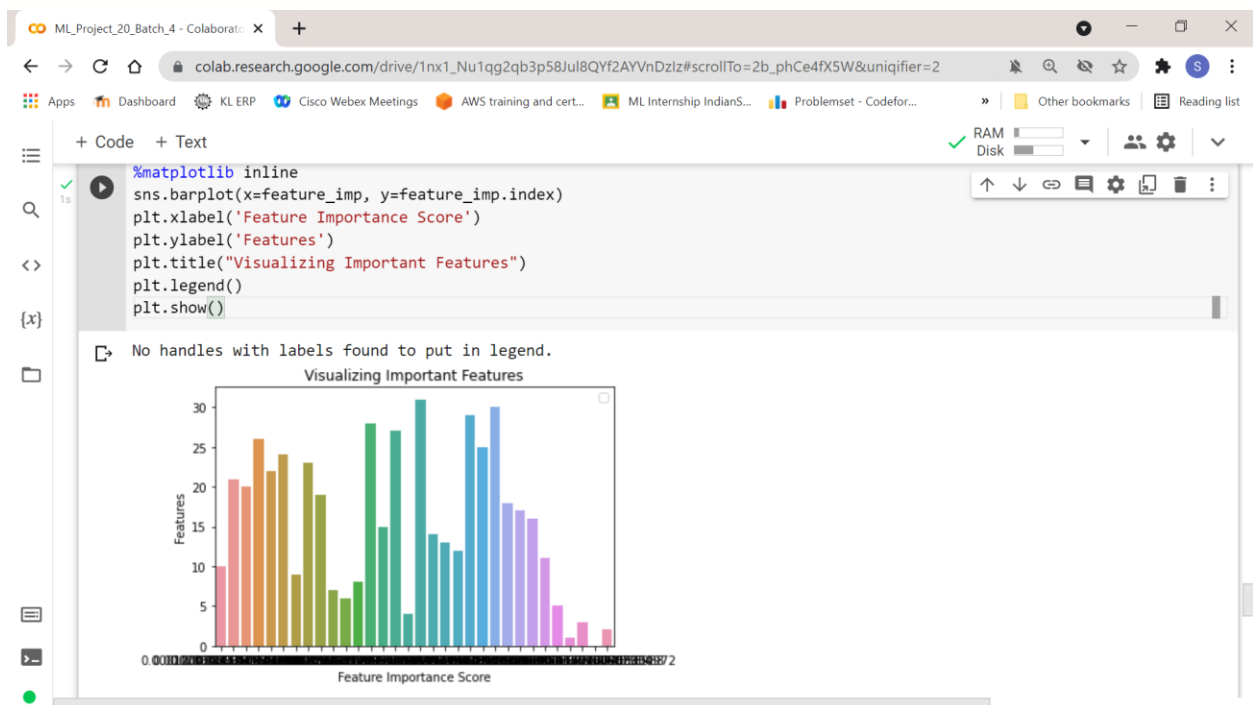 ML_Project_20_Batch_4 - Colaborato
colab.research.google.com/drive/1nx1_Nu1qg2qb3p58JuI8QYf2AYVnDzIz#scrollTo=2b_phCe4fX5W&uniqifier=2
S
Apps Dashboard KL ERP Cisco Webex Meetings AWS training and cert... ML Internship IndianS... Problemset - Codefor... » Other bookmarks Reading list
+ Code + Text
RAM
Disk
1s
%matplotlib inline
sns.barplot(x=feature_imp, y=feature_imp.index)
plt.xlabel('Feature Importance Score')
plt.ylabel('Features')
plt.title("Visualizing Important Features")
plt.legend()
plt.show()
{x}
No handles with labels found to put in legend.
Visualizing Important Features
30
25
20
15
10
5
0
Features
Feature Importance Score